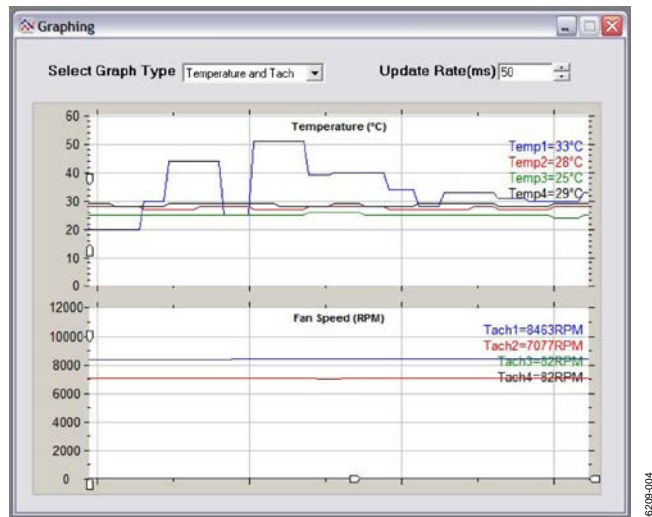 Graphing
Select Graph Type Temperature and Tach Update Rate(ms) 50
Temperature (°C)
60
50
40
30
20
10
0
Temp1=33°C
Temp2=28°C
Temp3=25°C
Temp4=29°C
Fan Speed (RPM)
12000
10000
8000
6000
4000
2000
0
Tach1=8463RPM
Tach2=7077RPM
Tach3=82RPM
Tach4=82RPM
6209-004